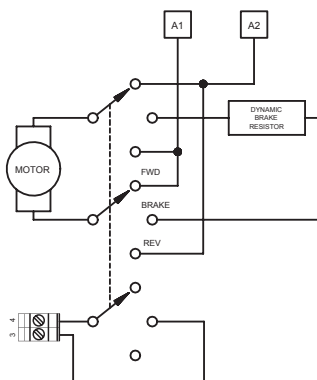 A1
A2
DYNAMIC
BRAKE
RESISTOR
MOTOR
FWD
BRAKE
REV
4
3